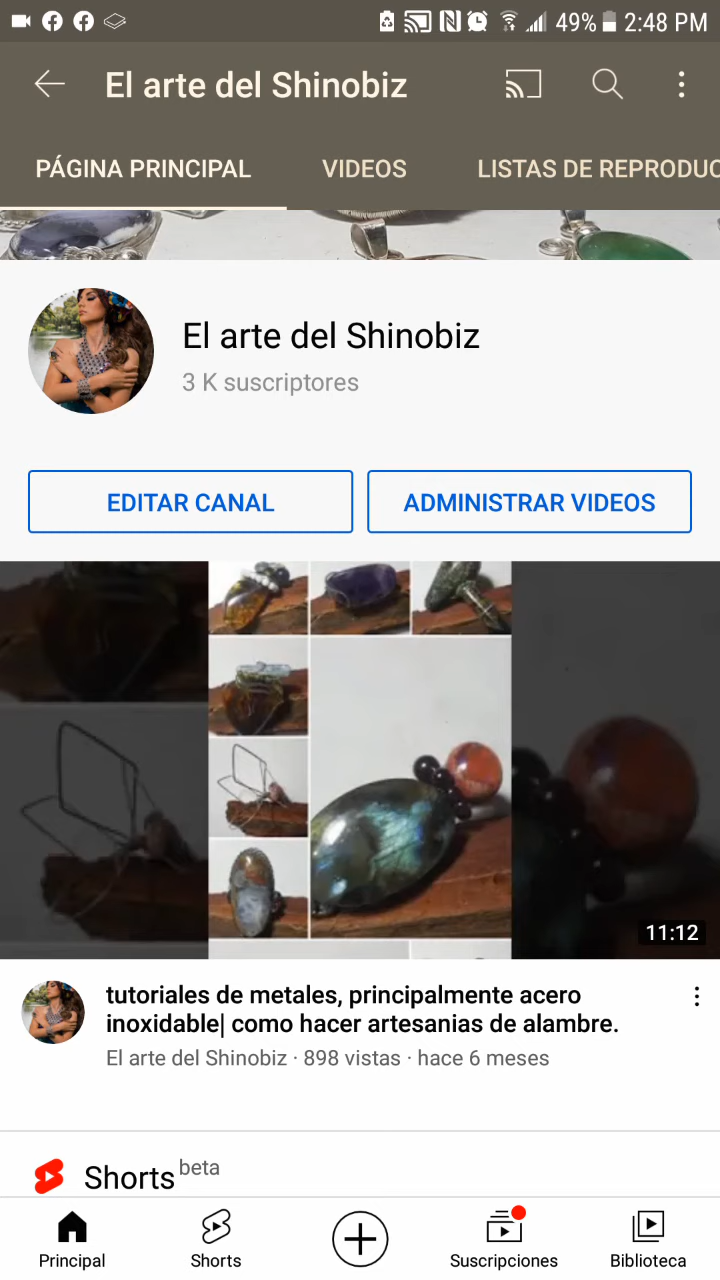 49% 2:48 PM
El arte del Shinobiz
PÁGINA PRINCIPAL VIDEOS LISTAS DE REPRODUC
El arte del Shinobiz
3 K suscriptores
EDITAR CANAL ADMINISTRAR VIDEOS
11:12
tutoriales de metales, principalmente acero
inoxidable| como hacer artesanias de alambre.
El arte del Shinobiz · 898 vistas · hace 6 meses
Shorts beta
Principal Shorts Suscripciones Biblioteca